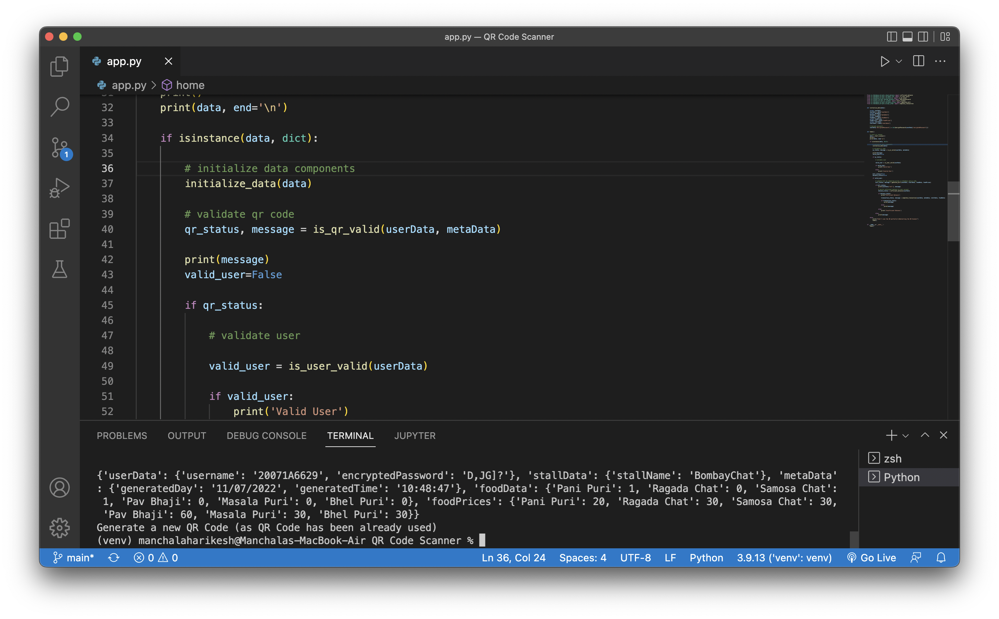 app.py — QR Code Scanner
app.py
app.py > home
31 print()
32 print(data, end='\n')
33
34 if isinstance(data, dict):
35
36 # initialize data components
37 initialize_data(data)
38
39 # validate qr code
40 qr_status, message = is_qr_valid(userData, metaData)
41
42 print(message)
43 valid_user=False
44
45 if qr_status:
46
47 # validate user
48
49 valid_user = is_user_valid(userData)
50
51 if valid_user:
52 print('Valid User')
1
PROBLEMS OUTPUT DEBUG CONSOLE TERMINAL JUPYTER
zsh
Python
{'userData': {'username': '20071A6629', 'encryptedPassword': 'D,JG]?'}, 'stallData': {'stallName': 'BombayChat'}, 'metaData'
: {'generatedDay': '11/07/2022', 'generatedTime': '10:48:47'}, 'foodData': {'Pani Puri': 1, 'Ragada Chat': 0, 'Samosa Chat':
1, 'Pav Bhaji': 0, 'Masala Puri': 0, 'Bhel Puri': 0}, 'foodPrices': {'Pani Puri': 20, 'Ragada Chat': 30, 'Samosa Chat': 30,
'Pav Bhaji': 60, 'Masala Puri': 30, 'Bhel Puri': 30}}
Generate a new QR Code (as QR Code has been already used)
(venv) manchalaharikesh@Manchalas-MacBook-Air QR Code Scanner %
main* 0 0 Ln 36, Col 24 Spaces: 4 UTF-8 LF Python 3.9.13 ('venv': venv) Go Live